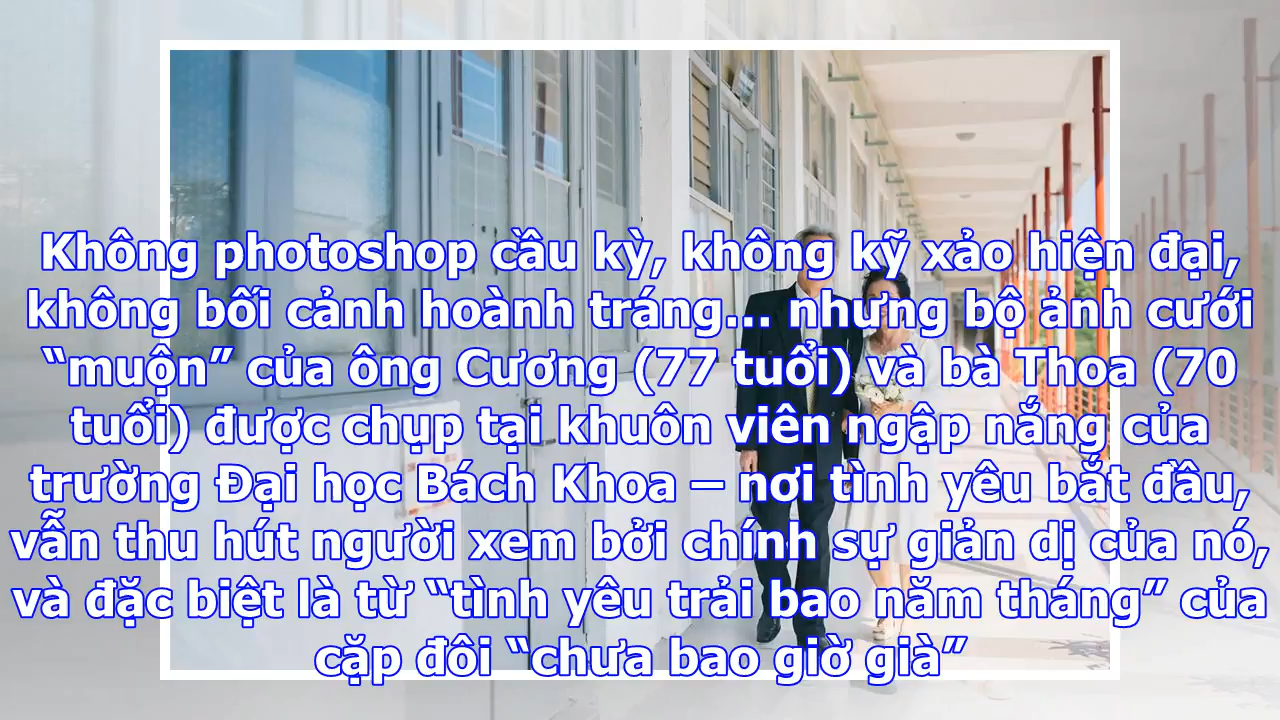 Không photoshop cầu kỳ, không kỹ xảo hiện đại,
không bối cảnh hoành tráng... nhưng bộ ảnh cưới
“muộn” của ông Cương (77 tuổi) và bà Thoa (70
tuổi) được chụp tại khuôn viên ngập nắng của
trường Đại học Bách Khoa – nơi tình yêu bắt đầu,
vẫn thu hút người xem bởi chính sự giản dị của nó,
và đặc biệt là từ “tình yêu trải bao năm tháng” của
cặp đôi “chưa bao giờ già”